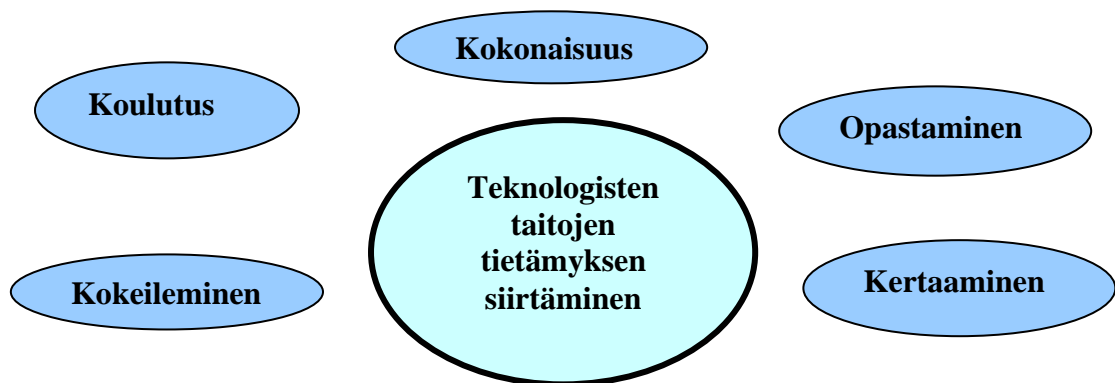 Kokonaisuus
Koulutus
Opastaminen
Teknologisten
taitojen
tietämyksen
siirtäminen
Kokeileminen
Kertaaminen